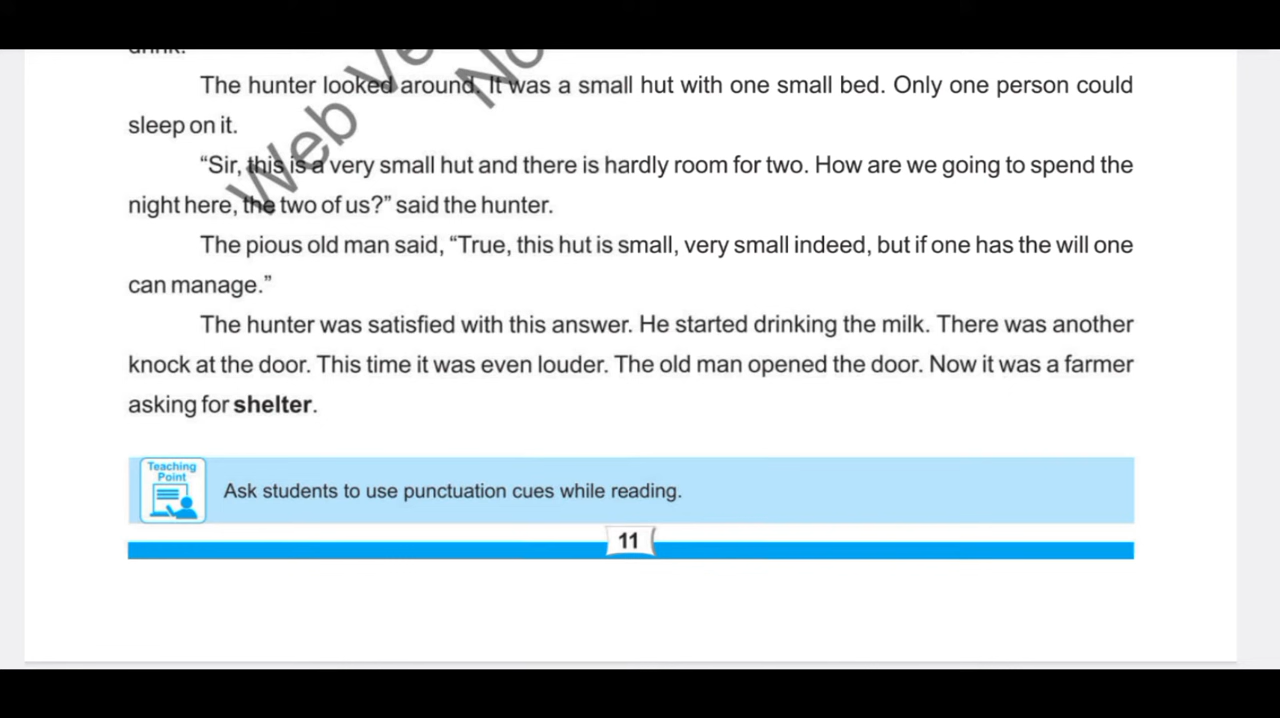 drink.
The hunter looked around. It was a small hut with one small bed. Only one person could
sleep on it.
“Sir, this is a very small hut and there is hardly room for two. How are we going to spend the
night here, the two of us?” said the hunter.
The pious old man said, “True, this hut is small, very small indeed, but if one has the will one
can manage.”
The hunter was satisfied with this answer. He started drinking the milk. There was another
knock at the door. This time it was even louder. The old man opened the door. Now it was a farmer
asking for shelter.
Teaching
Point
Ask students to use punctuation cues while reading.
11
Web